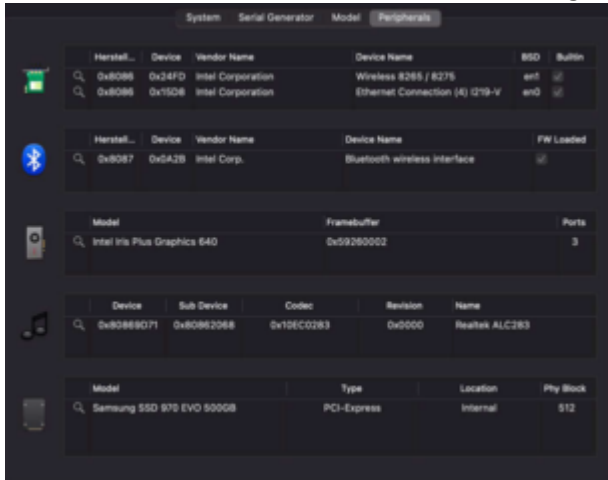 System Serial Generator Model Peripherals
Herstell... Device Vendor Name Device Name BSD Builtin
0x8086 0x24FD Intel Corporation Wireless 8265 / 8275 en1
0x8086 0x15D8 Intel Corporation Ethernet Connection (4) I219-V en0
Herstell... Device Vendor Name Device Name FW Loaded
0x8087 0x0A2B Intel Corp. Bluetooth wireless interface
Model Framebuffer Ports
Intel Iris Plus Graphics 640 0x59260002 3
Device Sub Device Codec Revision Name
0x80869D71 0x80862068 0x10EC0283 0x0000 Realtek ALC283
Model Type Location Phy Block
Samsung SSD 970 EVO 500GB PCI-Express Internal 512